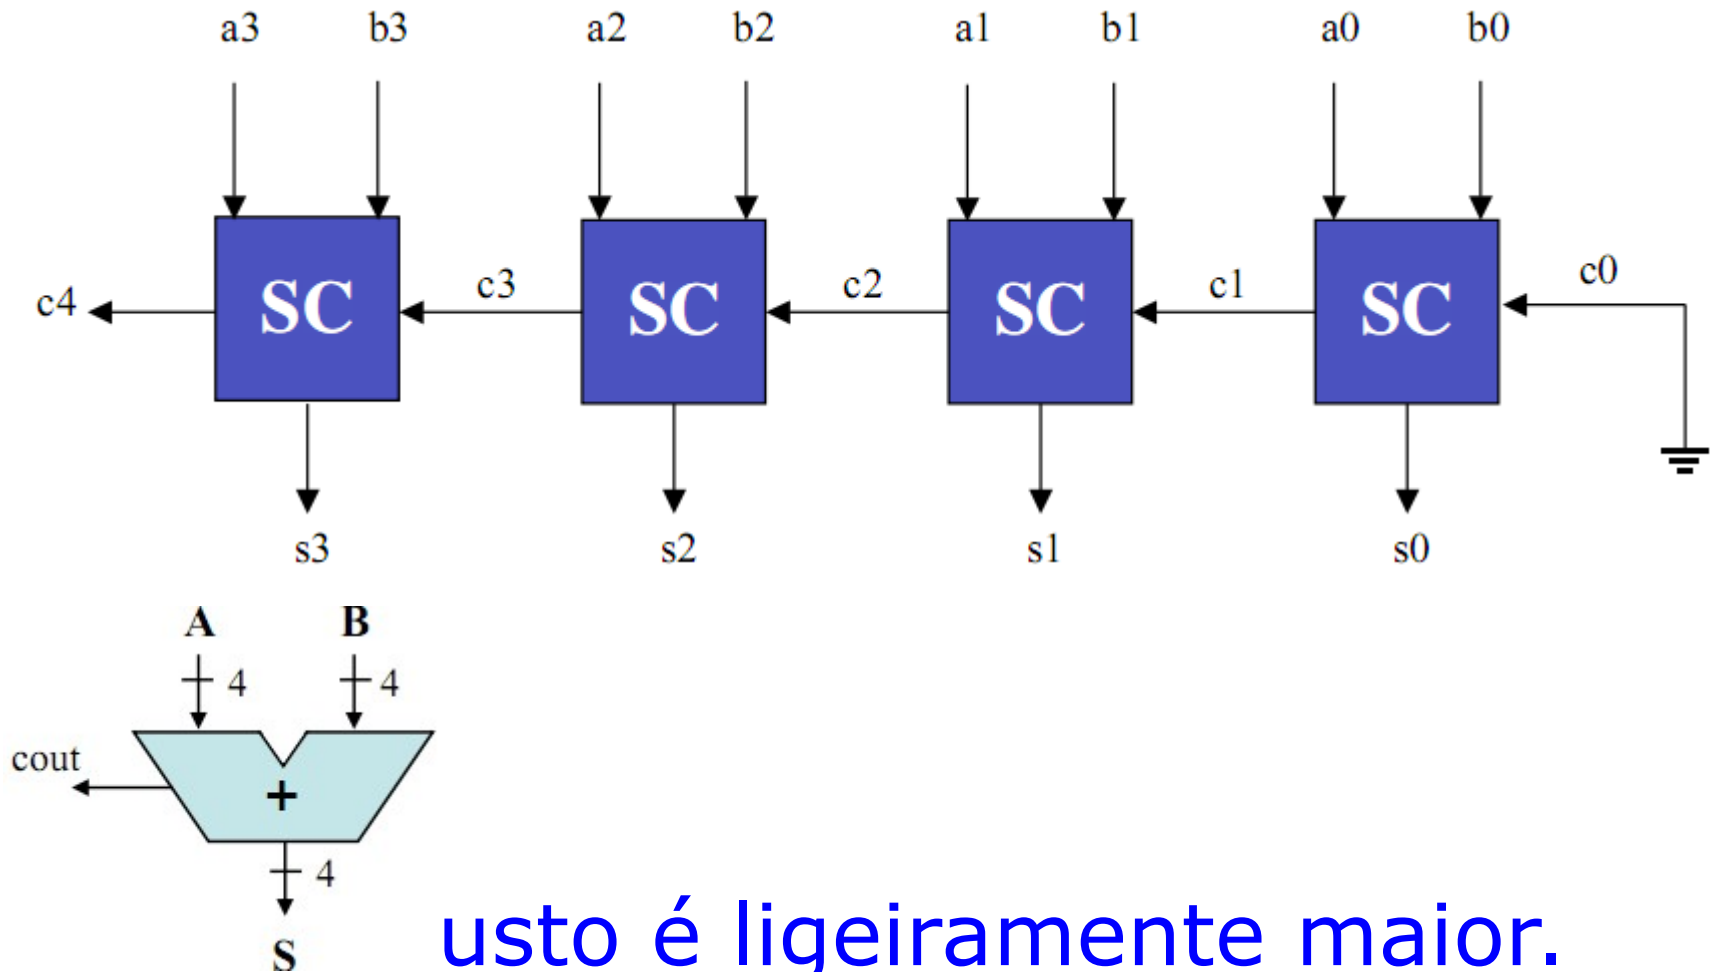 a3 b3 a2 b2 a1 b1 a0 b0
SC SC SC SC
c4 c3 c2 c1 c0
s3 s2 s1 s0
A B
4 4
cout
+
4
S
usto é ligeiramente maior.